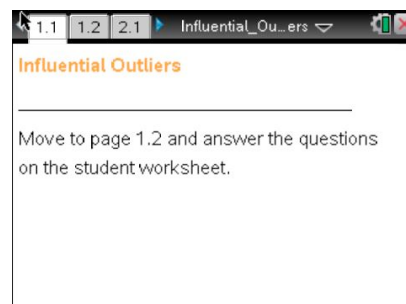 1.1 1.2 2.1 Influential_Ou…ers
Influential Outliers
Move to page 1.2 and answer the questions
on the student worksheet.